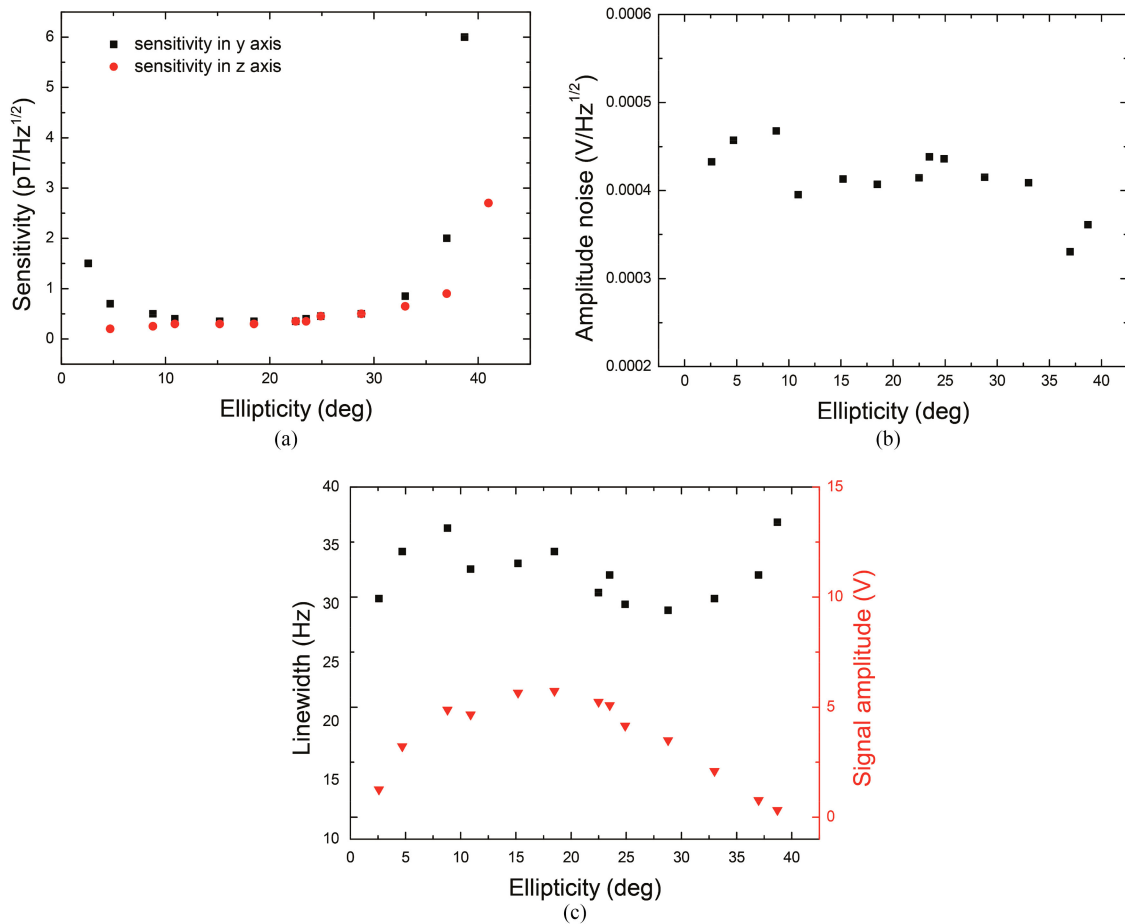 sensitivity in y axis
sensitivity in z axis
Sensitivity (pT/Hz1/2)
6
5
4
3
2
1
0
0 10 20 30 40
Ellipticity (deg)
(a)
Amplitude noise (V/Hz1/2)
0.0006
0.0005
0.0004
0.0003
0.0002
0 5 10 15 20 25 30 35 40
Ellipticity (deg)
(b)
Linewidth (Hz)
40
35
30
25
20
15
10
Signal amplitude (V)
15
10
5
0
0 5 10 15 20 25 30 35 40
Ellipticity (deg)
(c)